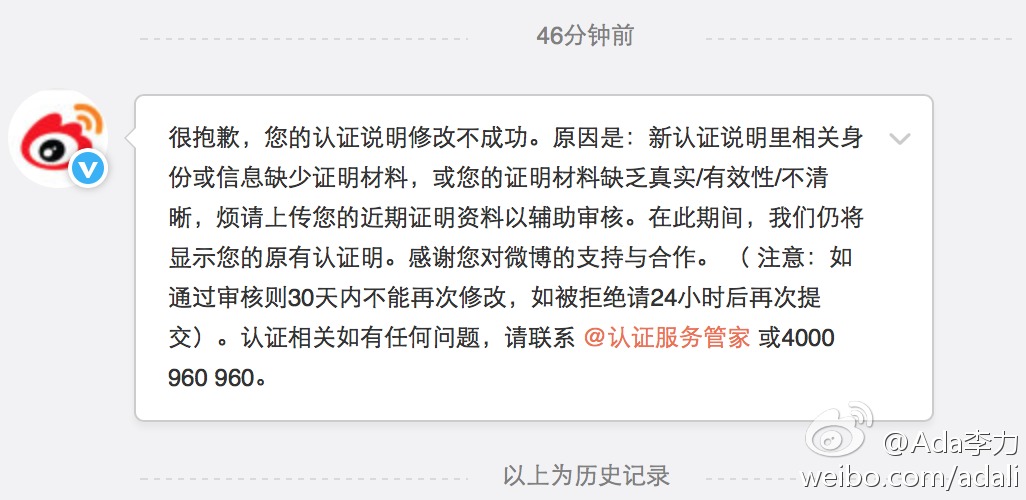 46分钟前
很抱歉，您的认证说明修改不成功。原因是：新认证说明里相关身
份或信息缺少证明材料，或您的证明材料缺乏真实/有效性/不清
晰，烦请上传您的近期证明资料以辅助审核。在此期间，我们仍将
显示您的原有认证明。感谢您对微博的支持与合作。（ 注意：如
通过审核则30天内不能再次修改，如被拒绝请24小时后再次提
交）。认证相关如有任何问题，请联系 @认证服务管家 或4000
960 960。
以上为历史记录
@Ada李力
weibo.com/adali